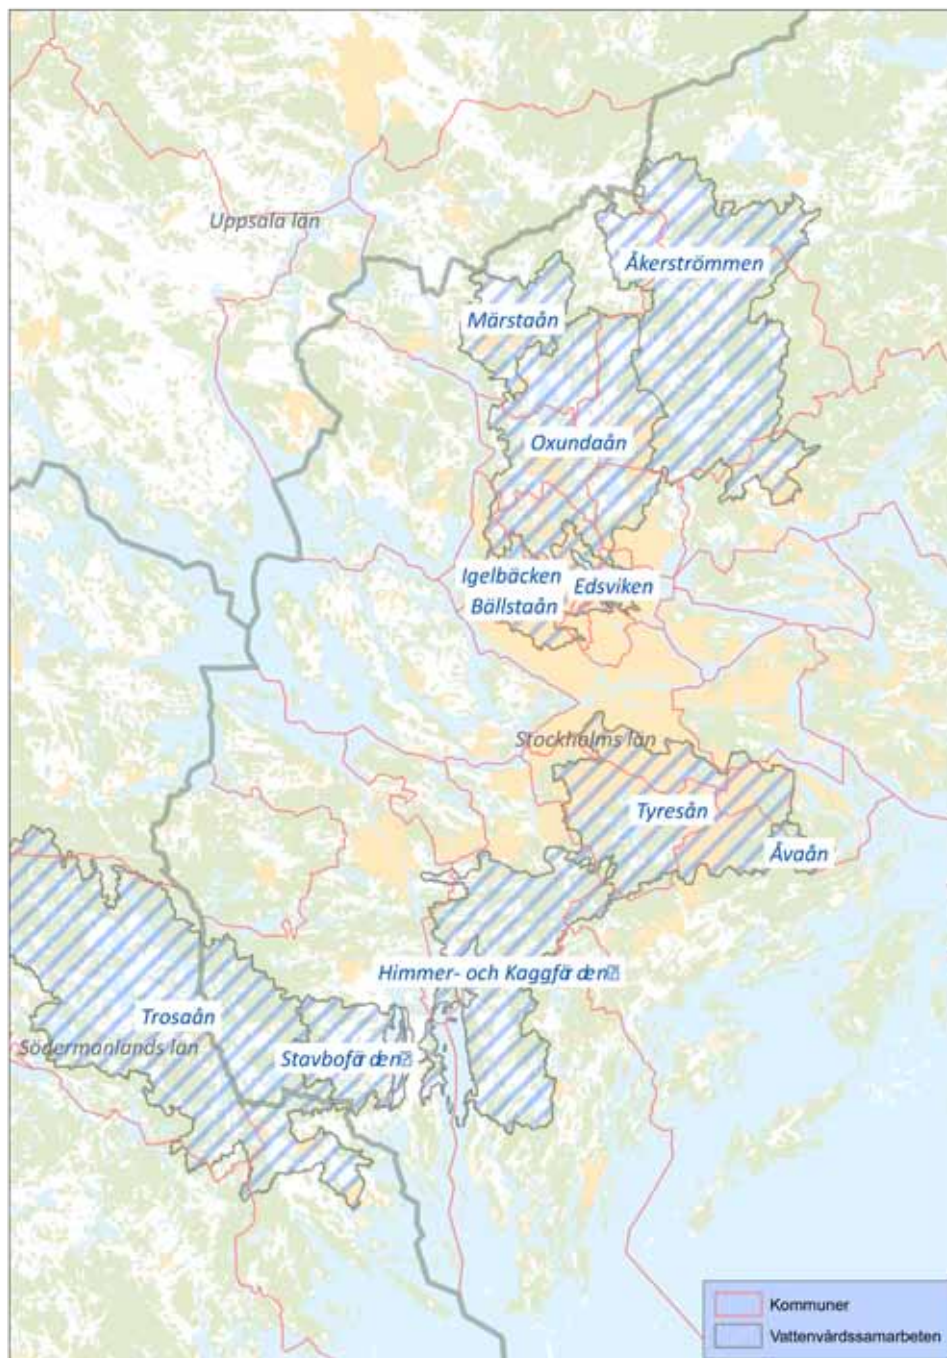 Uppsala län
Åkerströmmen
Märstaån
Oxundaån
Igelbäcken
Edsviken
Bällstaån
Stockholms län
Tyresån
Åvaån
Himmer- och Kaggfjärden
Trosaån
Södermanlands län
Stavbofjärden
Kommuner
Vattenvårdssamarbeten